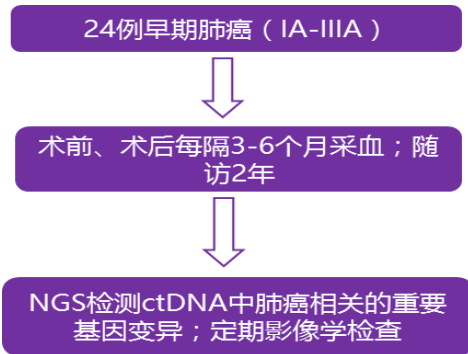 24例早期肺癌（IA-IIIA）
术前、术后每隔3-6个月采血；随
访2年
NGS检测ctDNA中肺癌相关的重要
基因变异；定期影像学检查